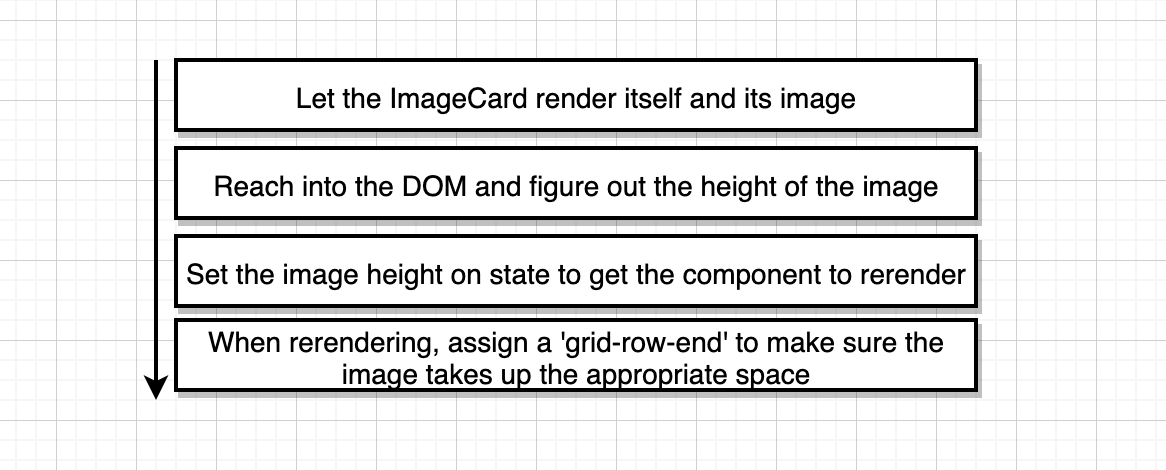 Let the ImageCard render itself and its image
Reach into the DOM and figure out the height of the image
Set the image height on state to get the component to rerender
When rerendering, assign a 'grid-row-end' to make sure the
image takes up the appropriate space